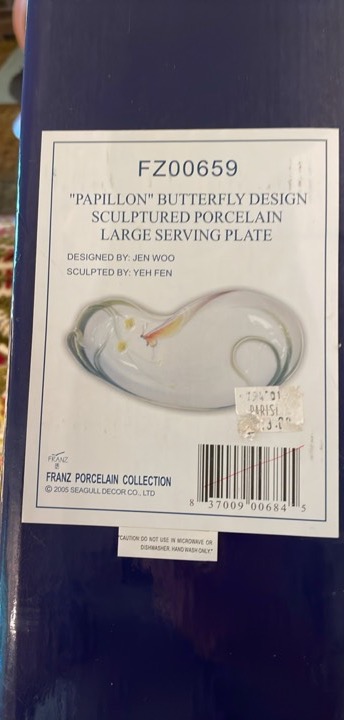 FZ00659
"PAPILLON" BUTTERFLY DESIGN
SCULPTURED PORCELAIN
LARGE SERVING PLATE
DESIGNED BY: JEN WOO
SCULPTED BY: YEH FEN
FRANZ
FRANZ PORCELAIN COLLECTION
© 2005 SEAGULL DECOR CO., LTD
8 37009 00684 5
"CAUTION DO NOT USE IN MICROWAVE OR
DISHWASHER. HAND WASH ONLY."